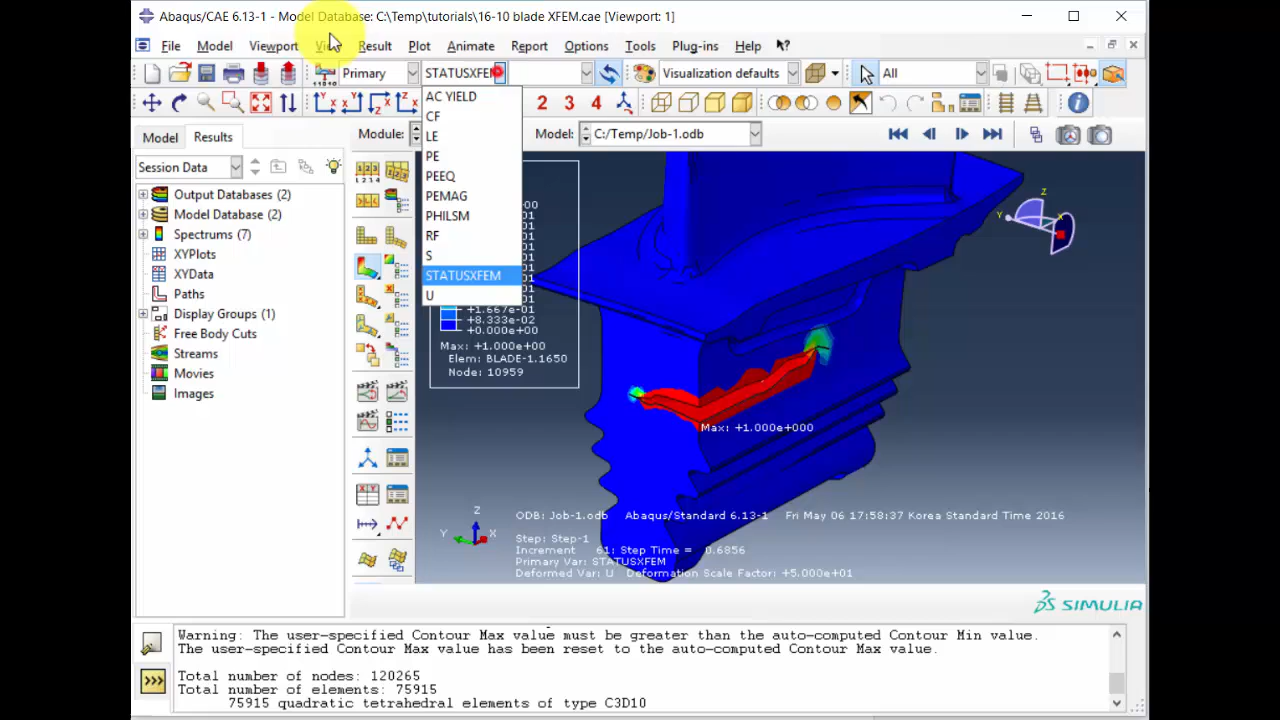 Abaqus/CAE 6.13-1 - Model Database: C:\Temp\tutorials\16-10 blade XFEM.cae [Viewport: 1]
File Model Viewport Result Plot Animate Report Options Tools Plug-ins Help
Primary STATUSXFEM Visualization defaults All
2 3 4
Model Results Module: Model: C:/Temp/Job-1.odb
Session Data
Output Databases (2)
Model Database (2)
Spectrums (7)
XYPlots
XYData
Paths
Display Groups (1)
Free Body Cuts
Streams
Movies
Images
AC YIELD
CF
LE
PE
PEEQ
PEMAG
PHILSM
RF
S
STATUSXFEM
U
+1.667e-01
+8.333e-02
+0.000e+00
Max: +1.000e+00
Elem: BLADE-1.1650
Node: 10959
Max: +1.000e+000
Z
Y
X
Z
Y
X
ODB: Job-1.odb Abaqus/Standard 6.13-1 Fri May 06 17:58:37 Korea Standard Time 2016
Step: Step-1
Increment 61: Step Time = 0.6856
Primary Var: STATUSXFEM
Deformed Var: U Deformation Scale Factor: +5.000e+01
SIMULIA
Warning: The user-specified Contour Max value must be greater than the auto-computed Contour Min value.
The user-specified Contour Max value has been reset to the auto-computed Contour Max value.
Total number of nodes: 120265
Total number of elements: 75915
75915 quadratic tetrahedral elements of type C3D10